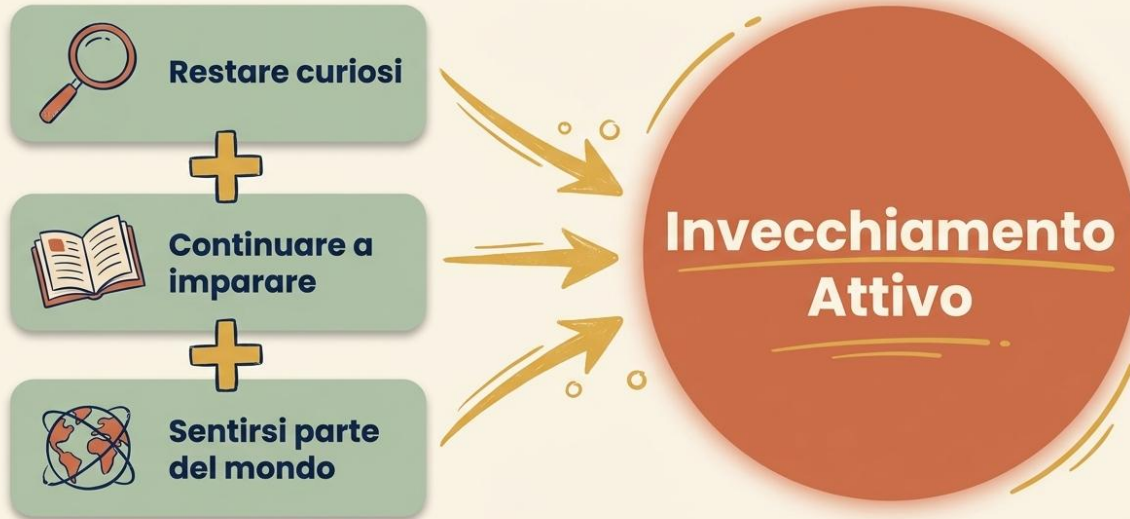 Restare curiosi
Continuare a
imparare
Sentirsi parte
del mondo
Invecchiamento
Attivo